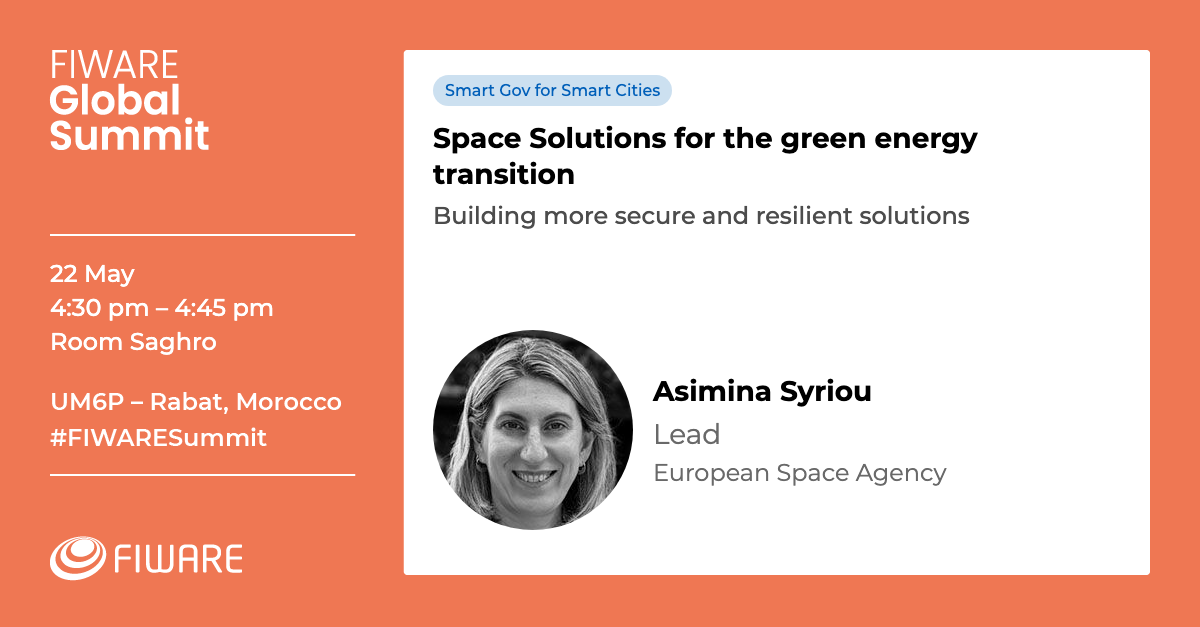 FIWARE
Global
Summit
22 May
4:30 pm – 4:45 pm
Room Saghro
UM6P – Rabat, Morocco
#FIWARESummit
FIWARE
Smart Gov for Smart Cities
Space Solutions for the green energy
transition
Building more secure and resilient solutions
Asimina Syriou
Lead
European Space Agency